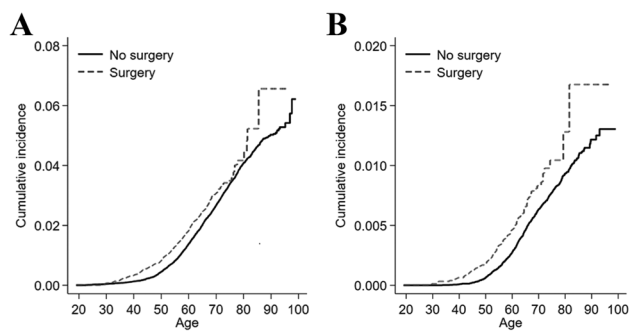 A
0.08
No surgery
Surgery
0.06
0.04
0.02
0.00
Cumulative incidence
20 30 40 50 60 70 80 90 100
Age
B
0.020
No surgery
Surgery
0.015
0.010
0.005
0.000
Cumulative incidence
20 30 40 50 60 70 80 90 100
Age